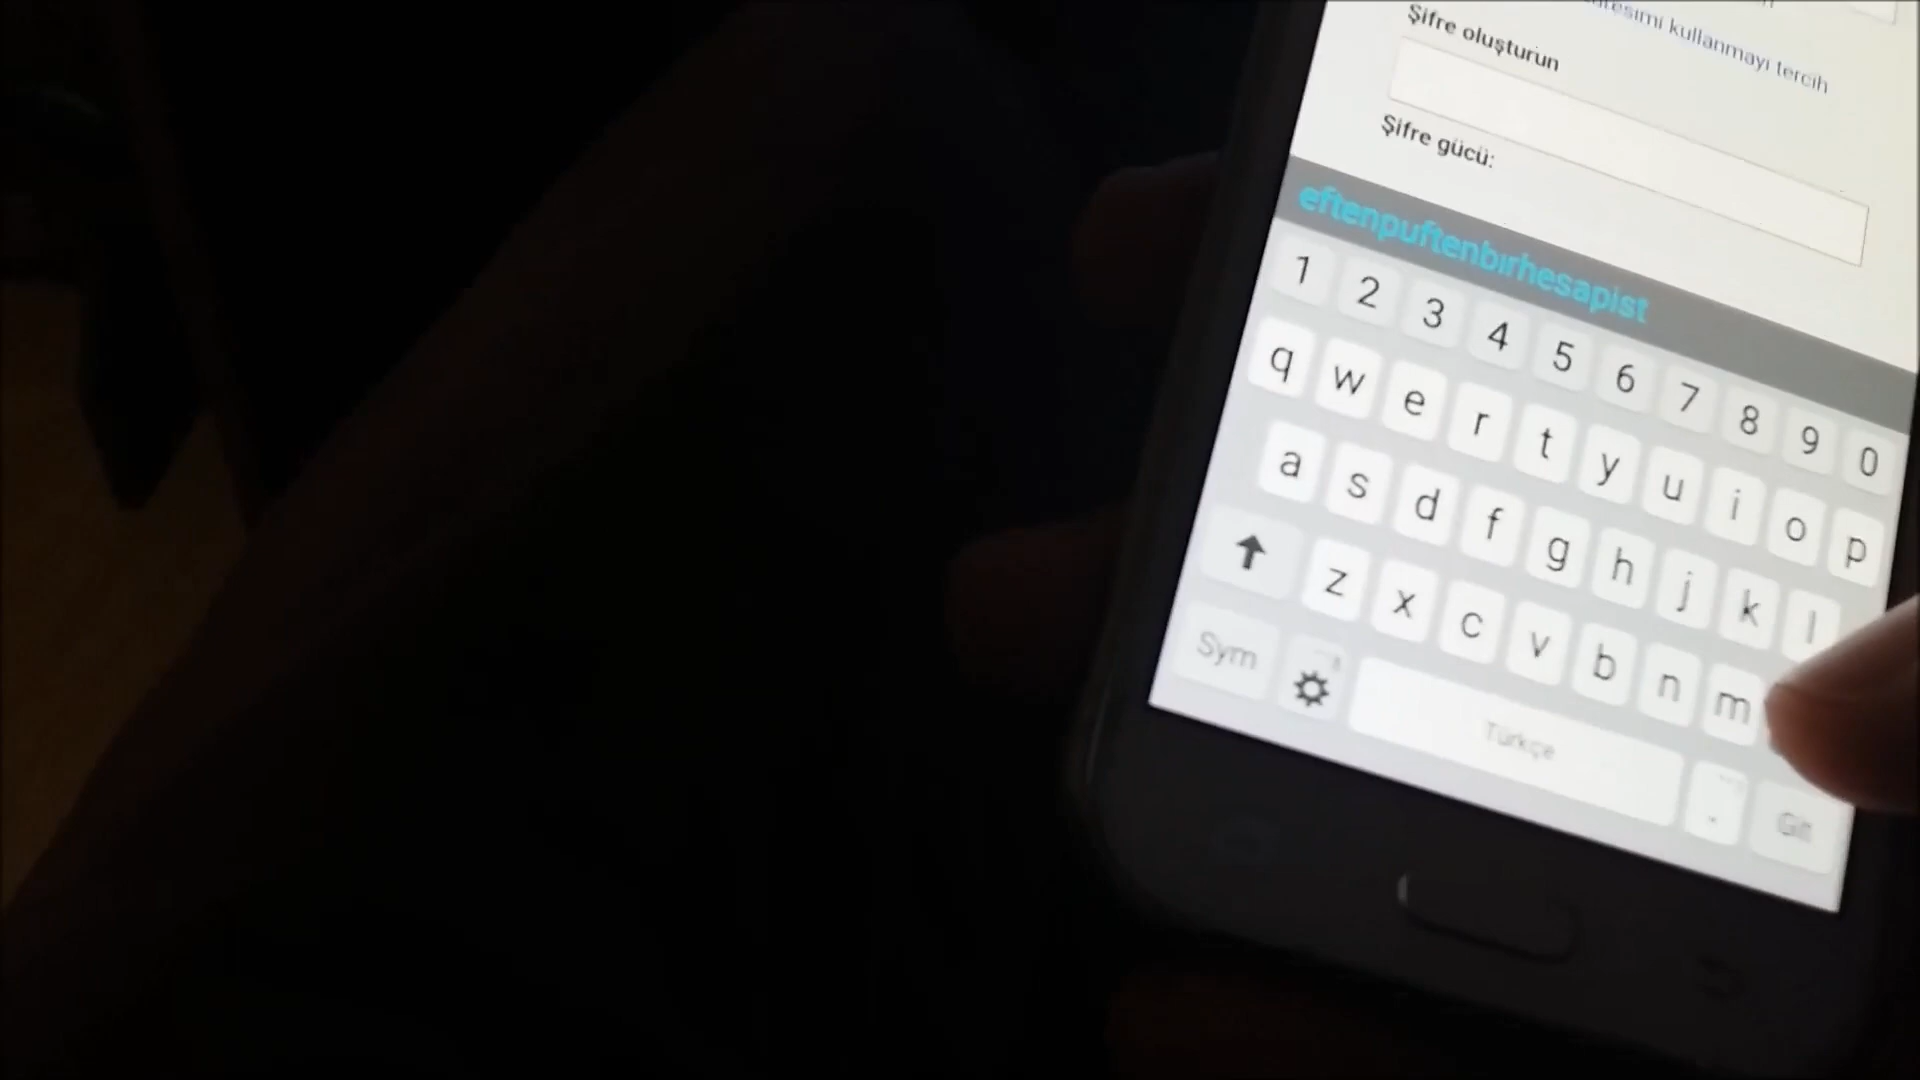 kullanmayı tercih
Şifre oluşturun
Şifre gücü:
eftenpuftenbirhesapist
1 2 3 4 5 6 7 8 9 0
q w e r t y u i o p
a s d f g h j k l
z x c v b n m
Sym Türkçe . Git